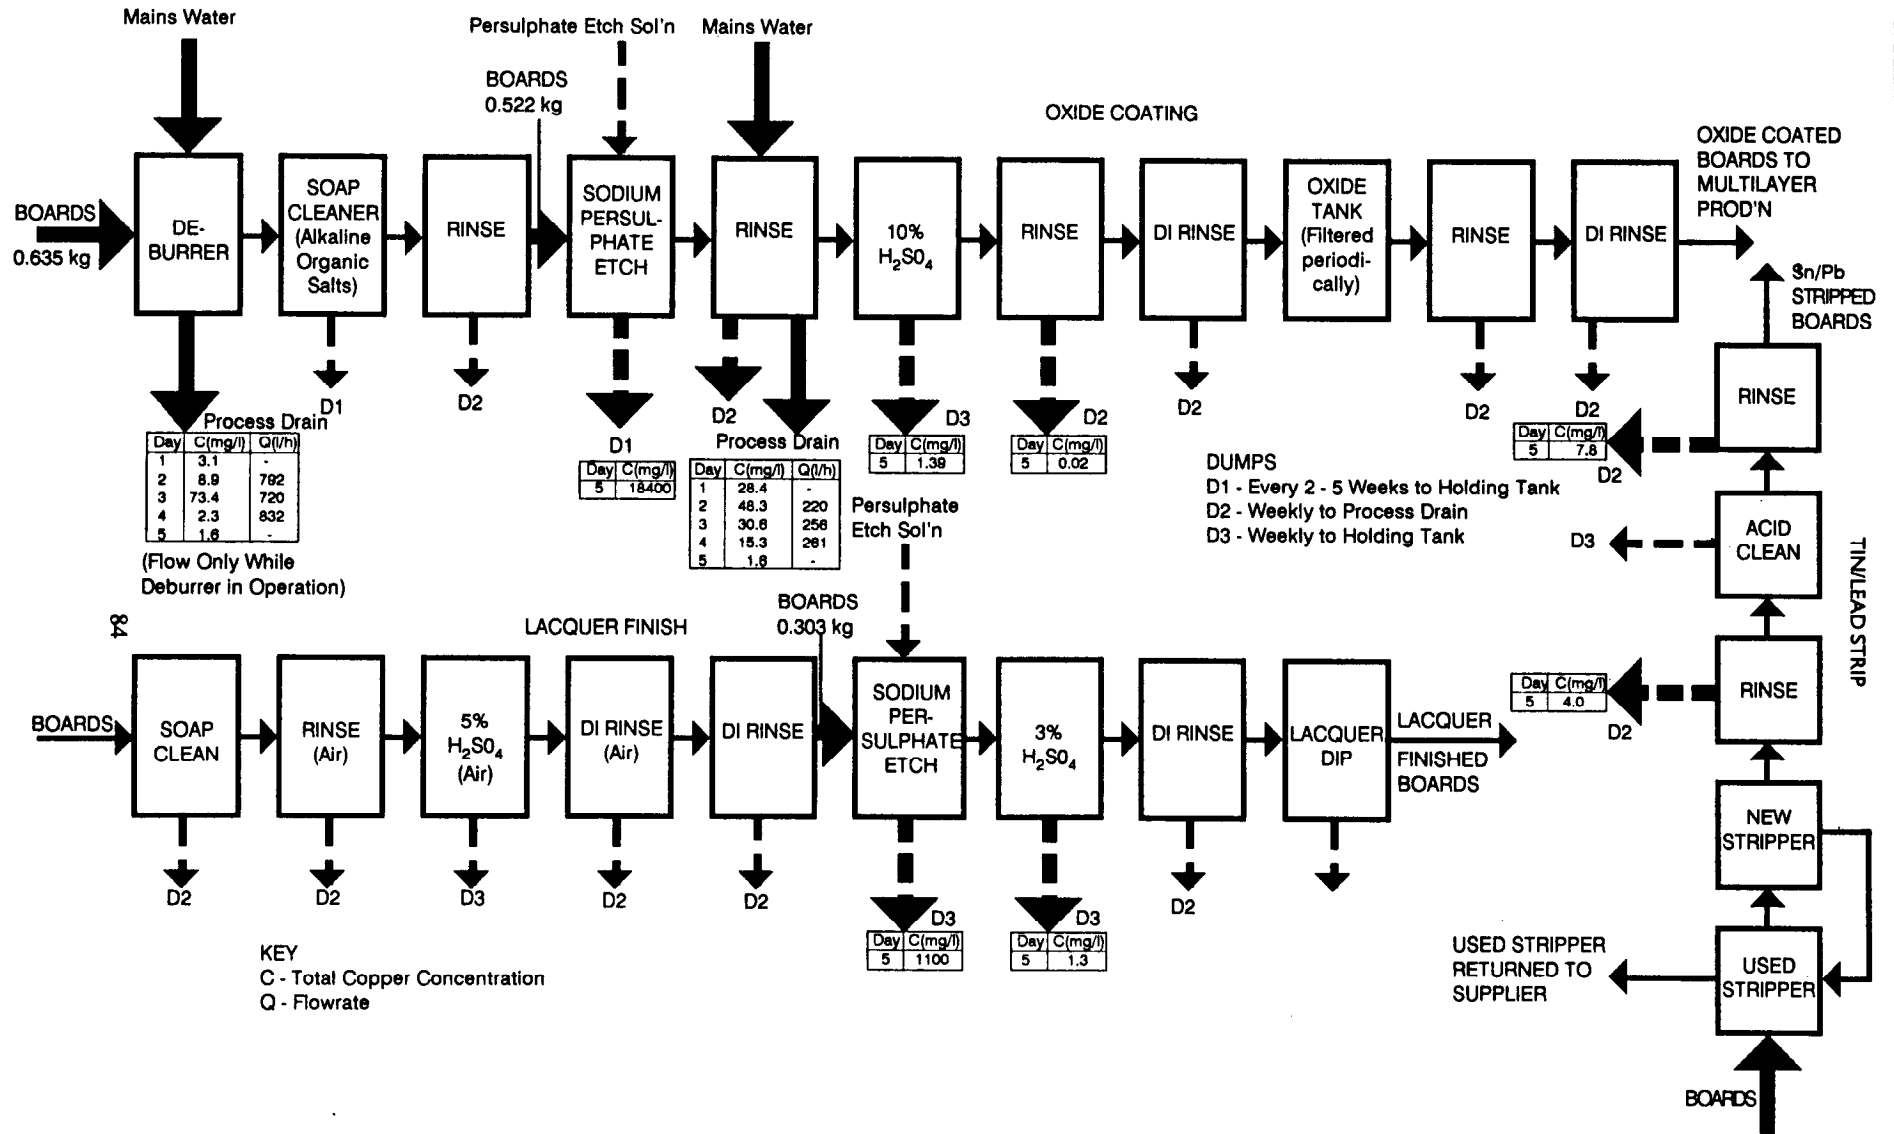 Mains Water
Persulphate Etch Sol'n
Mains Water
BOARDS
0.522 kg
OXIDE COATING
BOARDS
0.635 kg
DE-
BURRER
SOAP
CLEANER
(Alkaline
Organic
Salts)
RINSE
SODIUM
PERSUL-
PHATE
ETCH
RINSE
10%
H₂S0₄
RINSE
DI RINSE
OXIDE
TANK
(Filtered
periodi-
cally)
RINSE
DI RINSE
OXIDE COATED
BOARDS TO
MULTILAYER
PROD'N
Sn/Pb
STRIPPED
BOARDS
D1
D2
D1
D2
D3
D2
D2
D2
D2
Process Drain
Day C(mg/l) Q(l/h)
1 3.1 -
2 8.9 792
3 73.4 720
4 2.3 832
5 1.6 -
(Flow Only While
Deburrer in Operation)
Day C(mg/l)
5 18400
Process Drain
Day C(mg/l) Q(l/h)
1 28.4 -
2 48.3 220
3 30.6 256
4 15.3 261
5 1.6 -
Day C(mg/l)
5 1.39
Day C(mg/l)
5 0.02
Persulphate
Etch Sol'n
DUMPS
D1 - Every 2 - 5 Weeks to Holding Tank
D2 - Weekly to Process Drain
D3 - Weekly to Holding Tank
RINSE
Day C(mg/l)
5 7.8
D2
ACID
CLEAN
D3
TIN/LEAD STRIP
RINSE
Day C(mg/l)
5 4.0
D2
NEW
STRIPPER
USED
STRIPPER
USED STRIPPER
RETURNED TO
SUPPLIER
BOARDS
84
LACQUER FINISH
BOARDS
0.303 kg
BOARDS
SOAP
CLEAN
RINSE
(Air)
5%
H₂S0₄
(Air)
DI RINSE
(Air)
DI RINSE
SODIUM
PER-
SULPHATE
ETCH
3%
H₂S0₄
DI RINSE
LACQUER
DIP
LACQUER
FINISHED
BOARDS
D2
D2
D3
D2
D2
D3
D3
D2
Day C(mg/l)
5 1100
Day C(mg/l)
5 1.3
KEY
C - Total Copper Concentration
Q - Flowrate